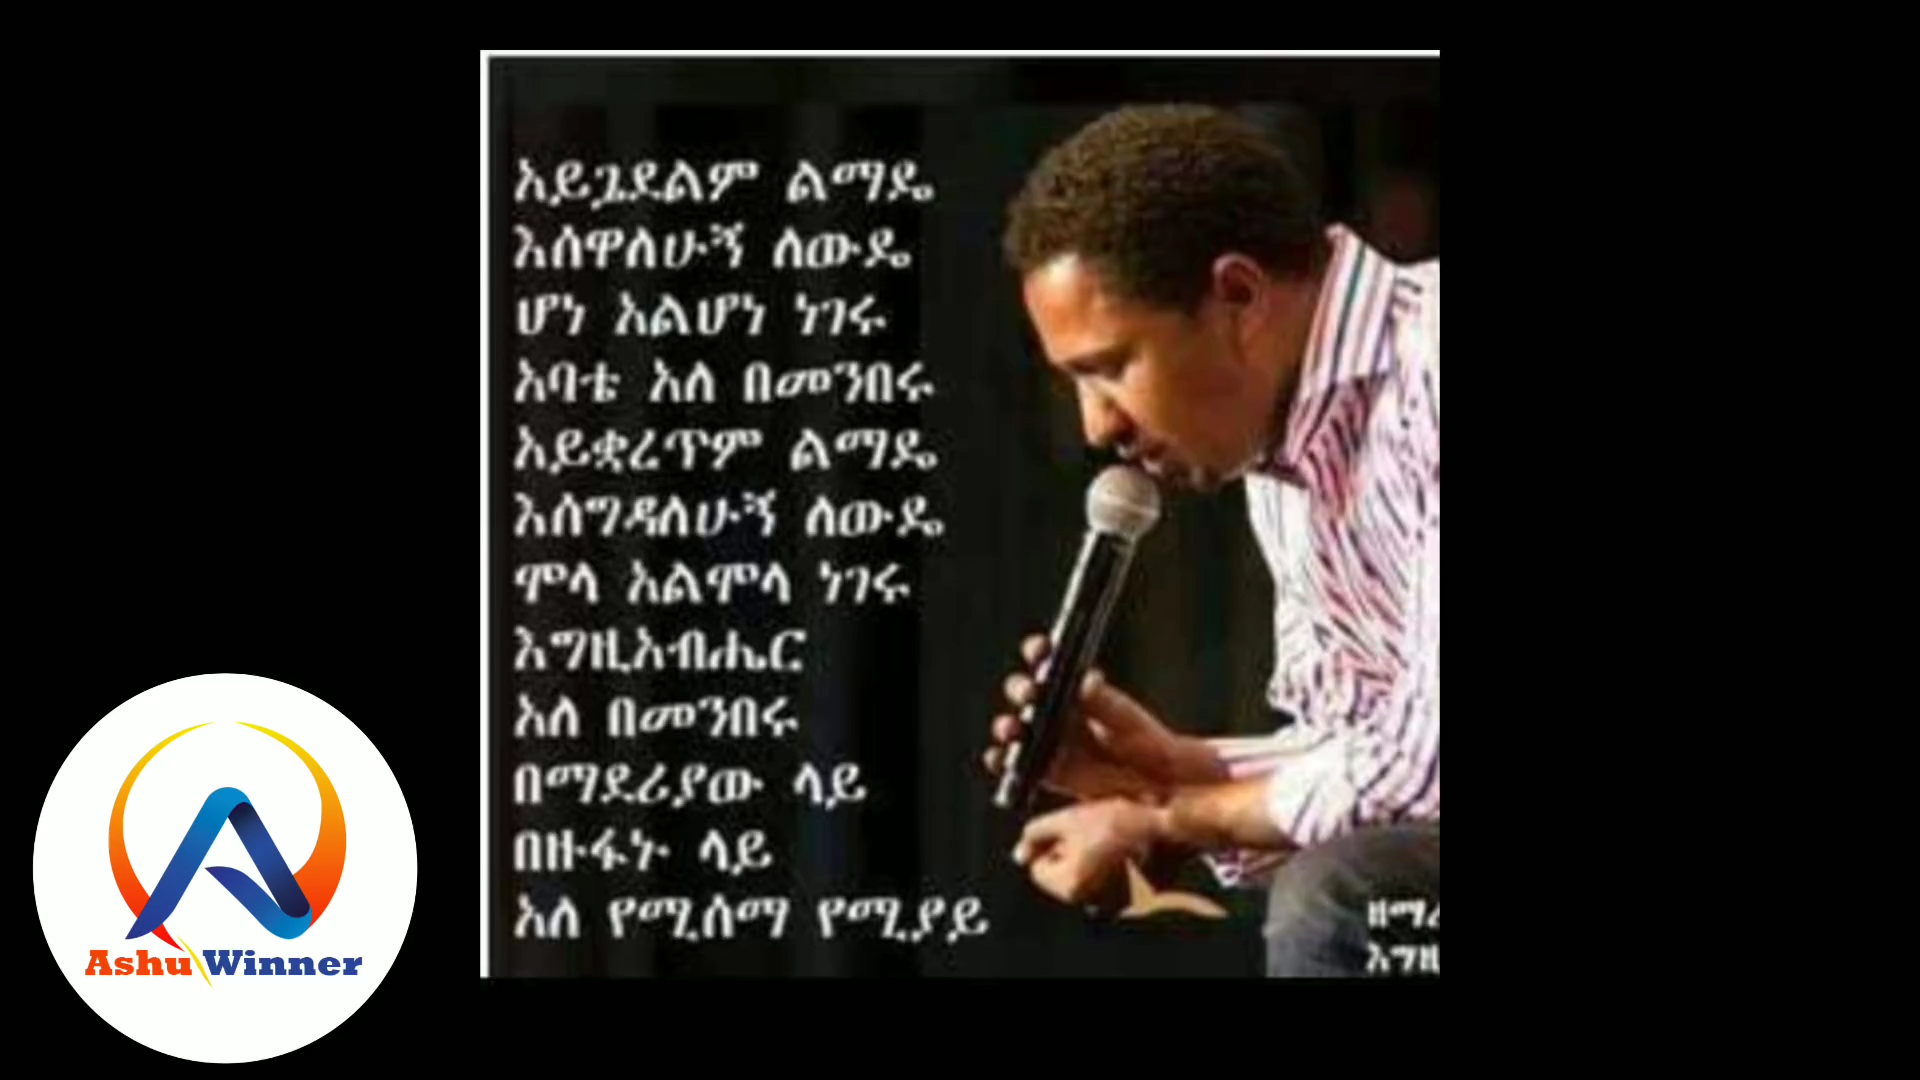 አይጓደልም ልማዴ
እሰዋለሁኝ ለውዴ
ሆነ አልሆነ ነገሩ
አባቴ አለ በመንበሩ
አይቋረጥም ልማዴ
እሰግዳለሁኝ ለውዴ
ሞላ አልሞላ ነገሩ
እግዚአብሔር
አለ በመንበሩ
በማደሪያው ላይ
በዙፋኑ ላይ
አለ የሚሰማ የሚያይ
Ashu Winner